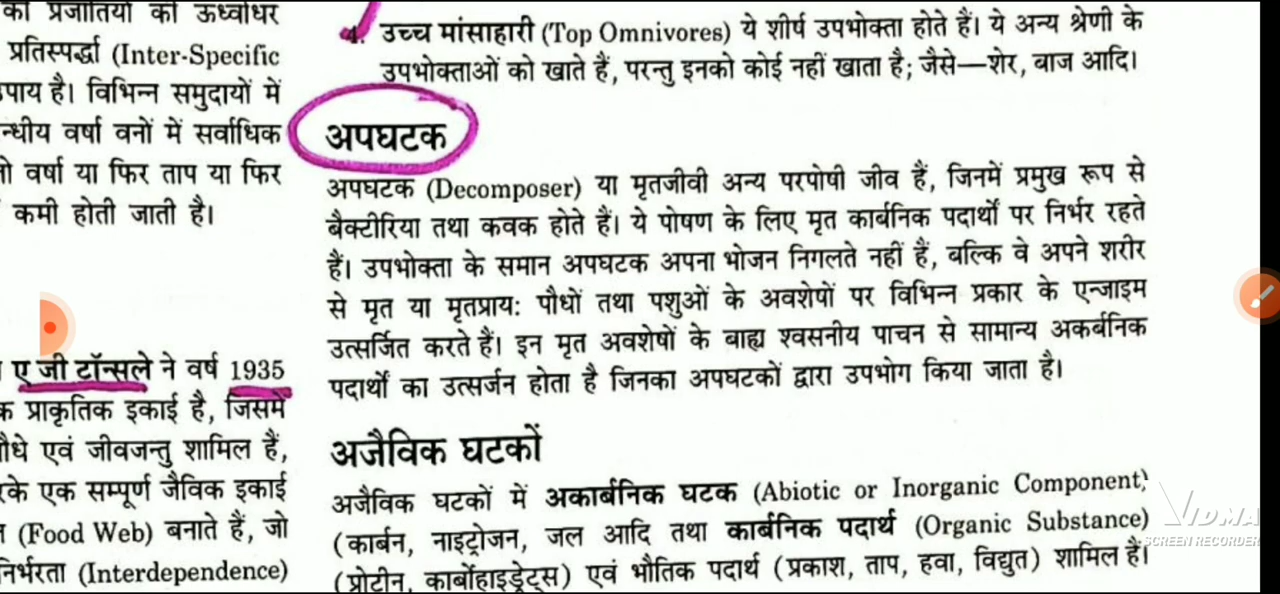 की प्रजातियों की ऊर्ध्वाधर
प्रतिस्पर्द्धा (Inter-Specific
उपाय है। विभिन्न समुदायों में
वर्षा वनों में सर्वाधिक
वर्षा या फिर ताप या फिर
कमी होती जाती है।
ए जी टॉन्सले ने वर्ष 1935
प्राकृतिक इकाई है, जिसमें
एवं जीवजन्तु शामिल हैं,
एक सम्पूर्ण जैविक इकाई
(Food Web) बनाते हैं, जो
निर्भरता (Interdependence)
4. उच्च मांसाहारी (Top Omnivores) ये शीर्ष उपभोक्ता होते हैं। ये अन्य श्रेणी के
उपभोक्ताओं को खाते हैं, परन्तु इनको कोई नहीं खाता है; जैसे—शेर, बाज आदि।
अपघटक
अपघटक (Decomposer) या मृतजीवी अन्य परपोषी जीव हैं, जिनमें प्रमुख रूप से
बैक्टीरिया तथा कवक होते हैं। ये पोषण के लिए मृत कार्बनिक पदार्थों पर निर्भर रहते
हैं। उपभोक्ता के समान अपघटक अपना भोजन निगलते नहीं हैं, बल्कि वे अपने शरीर
से मृत या मृतप्राय: पौधों तथा पशुओं के अवशेषों पर विभिन्न प्रकार के एन्जाइम
उत्सर्जित करते हैं। इन मृत अवशेषों के बाह्य श्वसनीय पाचन से सामान्य अकर्बनिक
पदार्थों का उत्सर्जन होता है जिनका अपघटकों द्वारा उपभोग किया जाता है।
अजैविक घटकों
अजैविक घटकों में अकार्बनिक घटक (Abiotic or Inorganic Component)
(कार्बन, नाइट्रोजन, जल आदि तथा कार्बनिक पदार्थ (Organic Substance)
(प्रोटीन, कार्बोहाइड्रेट्स) एवं भौतिक पदार्थ (प्रकाश, ताप, हवा, विद्युत) शामिल हैं।
VIDMA
SCREEN RECORDER